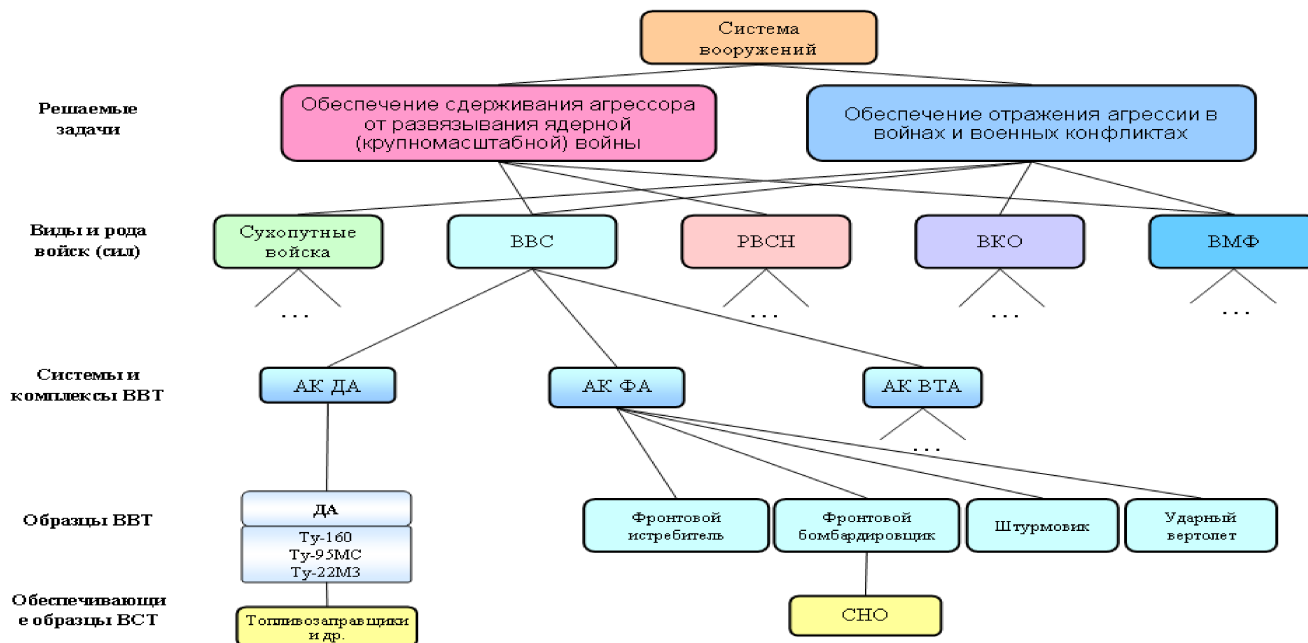 Система
вооружений
Решаемые
задачи
Обеспечение сдерживания агрессора
от развязывания ядерной
(крупномасштабной) войны
Обеспечение отражения агрессии в
войнах и военных конфликтах
Виды и рода
войск (сил)
Сухопутные
войска
ВВС
РВСН
ВКО
ВМФ
...
...
...
...
Системы и
комплексы ВВТ
АК ДА
АК ФА
АК ВТА
...
Образцы ВВТ
ДА
Ту-160
Ту-95МС
Ту-22М3
Фронтовой
истребитель
Фронтовой
бомбардировщик
Штурмовик
Ударный
вертолет
Обеспечивающи
е образцы ВСТ
Топливозаправщики
и др.
СНО